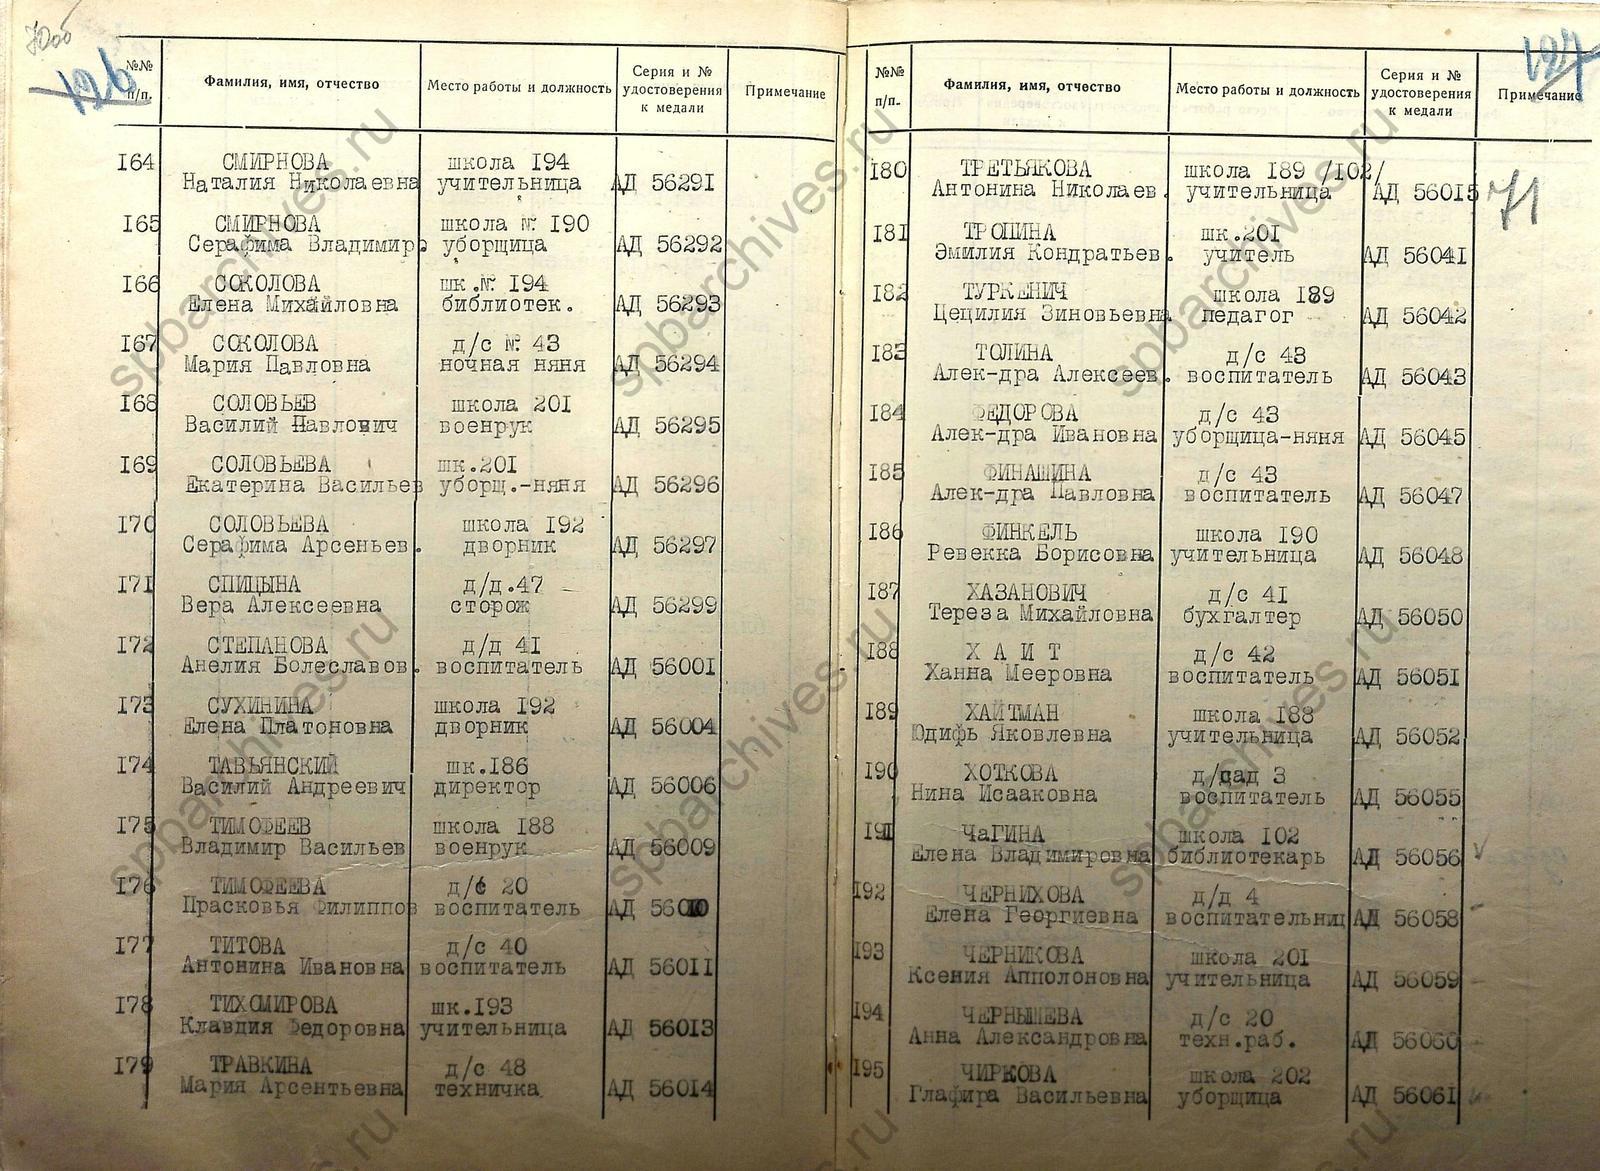 70об
126
№№ п/п.
Фамилия, имя, отчество
Место работы и должность
Серия и № удостоверения к медали
Примечание
164 СМИРНОВА школа 194
Наталия Николаевна учительница АД 56291
165 СМИРНОВА школа № 190
Серафима Владимир. уборщица АД 56292
166 СОКОЛОВА шк.№ 194
Елена Михайловна библиотек. АД 56293
167 СОКОЛОВА д/с № 43
Мария Павловна ночная няня АД 56294
168 СОЛОВЬЕВ школа 201
Василий Павлович военрук АД 56295
169 СОЛОВЬЕВА шк.201
Екатерина Васильев уборщ.-няня АД 56296
170 СОЛОВЬЕВА школа 192
Серафима Арсеньев. дворник АД 56297
171 СПИЦЫНА д/д.47
Вера Алексеевна сторож АД 56299
172 СТЕПАНОВА д/д 41
Анелия Болеславов. воспитатель АД 56001
173 СУХИНИНА школа 192
Елена Платоновна дворник АД 56004
174 ТАВЬЯНСКИЙ шк.186
Василий Андреевич директор АД 56006
175 ТИМОФЕЕВ школа 188
Владимир Васильев военрук АД 56009
176 ТИМОФЕЕВА д/с 20
Прасковья Филиппов воспитатель АД 56010
177 ТИТОВА д/с 40
Антонина Ивановна воспитатель АД 56011
178 ТИХОМИРОВА шк.193
Клавдия Федоровна учительница АД 56013
179 ТРАВКИНА д/с 48
Мария Арсентьевна техничка АД 56014
127
№№ п/п.
Фамилия, имя, отчество
Место работы и должность
Серия и № удостоверения к медали
Примечание
71
180 ТРЕТЬЯКОВА школа 189 /102/
Антонина Николаев. учительница АД 56015
181 ТРОПИНА шк.201
Эмилия Кондратьев. учитель АД 56041
182 ТУРКЕНИЧ школа 189
Цецилия Зиновьевна педагог АД 56042
183 ТОЛИНА д/с 43
Алек-дра Алексеев. воспитатель АД 56043
184 ФЕДОРОВА д/с 43
Алек-дра Ивановна уборщица-няня АД 56045
185 ФИНАШИНА д/с 43
Алек-дра Павловна воспитатель АД 56047
186 ФИНКЕЛЬ школа 190
Ревекка Борисовна учительница АД 56048
187 ХАЗАНОВИЧ д/с 41
Тереза Михайловна бухгалтер АД 56050
188 Х А И Т д/с 42
Ханна Мееровна воспитатель АД 56051
189 ХАЙТМАН школа 188
Юдифь Яковлевна учительница АД 56052
190 ХОТКОВА д/сад 3
Нина Исааковна воспитатель АД 56055
191 ЧаГИНА школа 102
Елена Владимировна библиотекарь АД 56056
192 ЧЕРНИХОВА д/д 4
Елена Георгиевна воспитательниц АД 56058
193 ЧЕРНИКОВА школа 201
Ксения Апполоновна учительница АД 56059
194 ЧЕРНЫШЕВА д/с 20
Анна Александровна техн.раб. АД 56060
195 ЧИРКОВА школа 202
Глафира Васильевна уборщица АД 56061
spbarchives.ru
spbarchives.ru
spbarchives.ru
spbarchives.ru
spbarchives.ru
spbarchives.ru